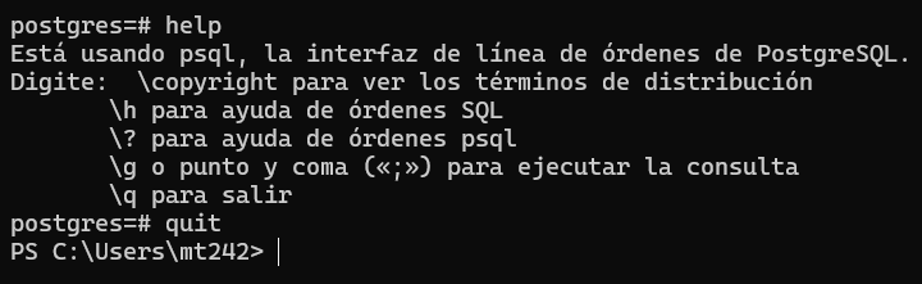 postgres=# help
Está usando psql, la interfaz de línea de órdenes de PostgreSQL.
Digite:  \copyright para ver los términos de distribución
       \h para ayuda de órdenes SQL
       \? para ayuda de órdenes psql
       \g o punto y coma («;») para ejecutar la consulta
       \q para salir
postgres=# quit
PS C:\Users\mt242>